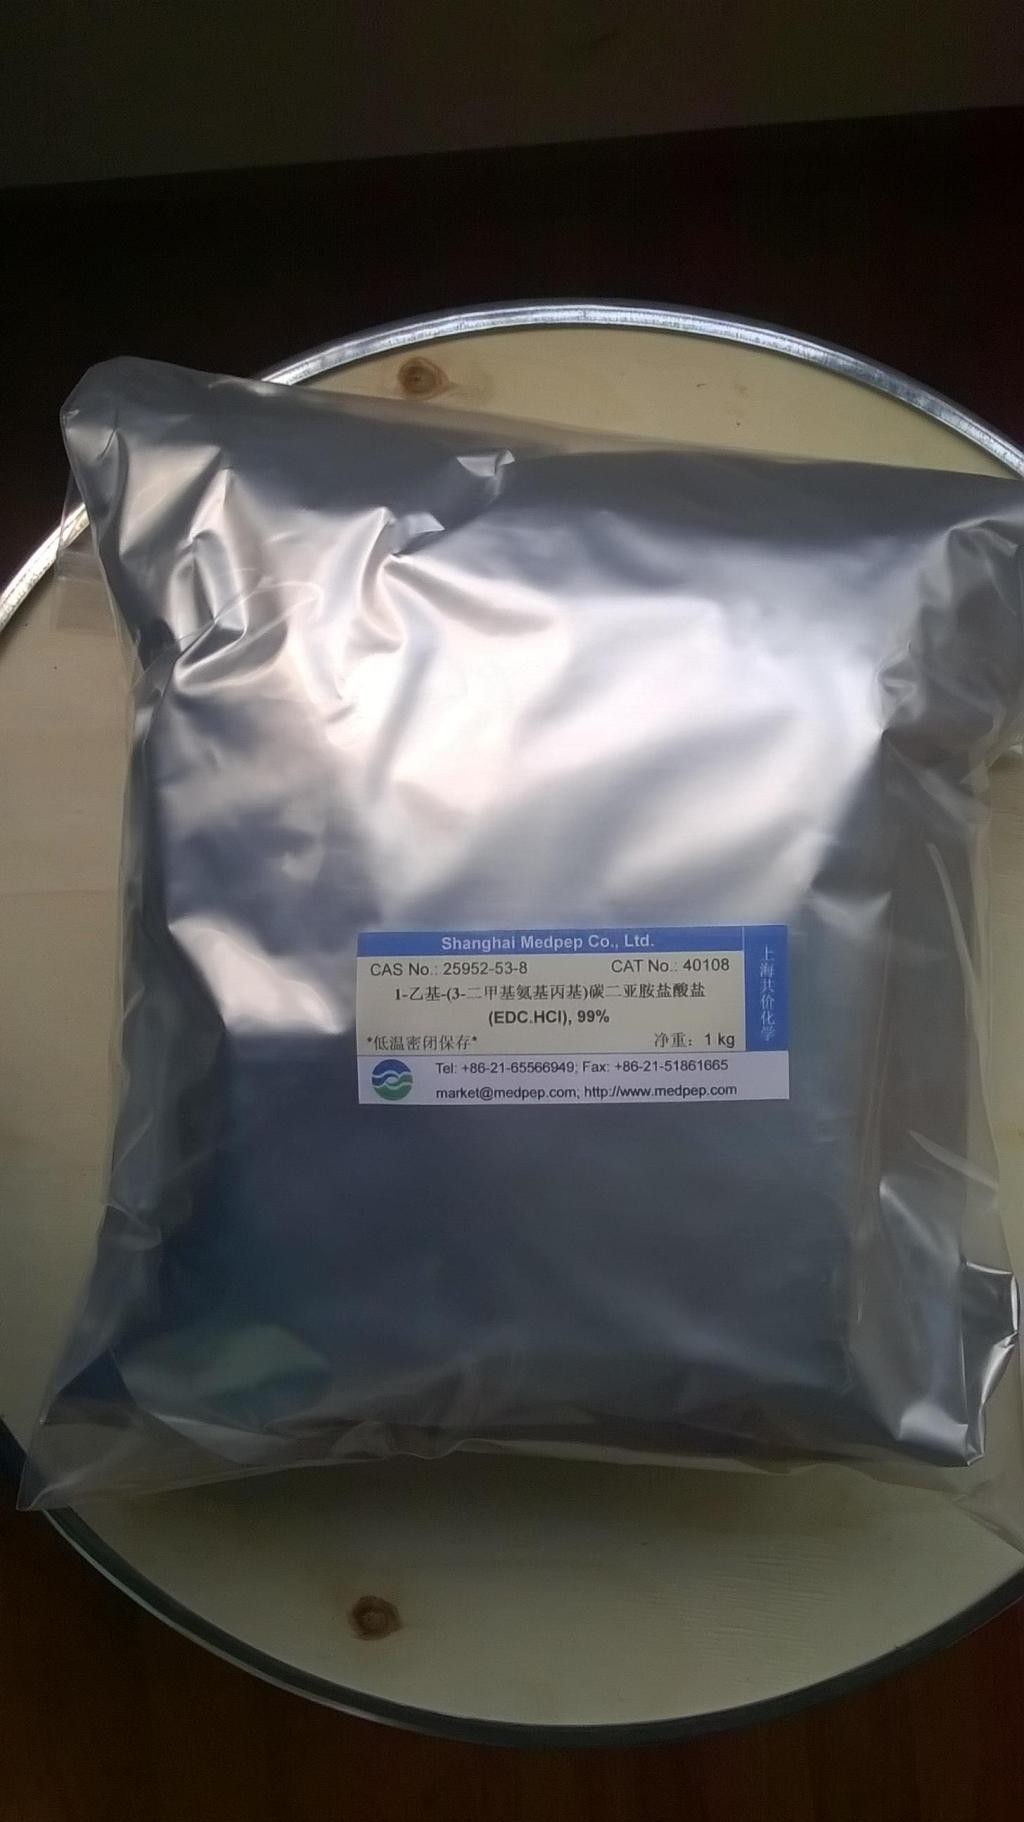 Shanghai Medpep Co., Ltd.
CAS No.: 25952-53-8 CAT No.: 40108
1-乙基-(3-二甲基氨基丙基)碳二亚胺盐酸盐
(EDC.HCl), 99%
*低温密闭保存* 净重：1 kg
上海共价化学
Tel: +86-21-65566949; Fax: +86-21-51861665
market@medpep.com; http://www.medpep.com